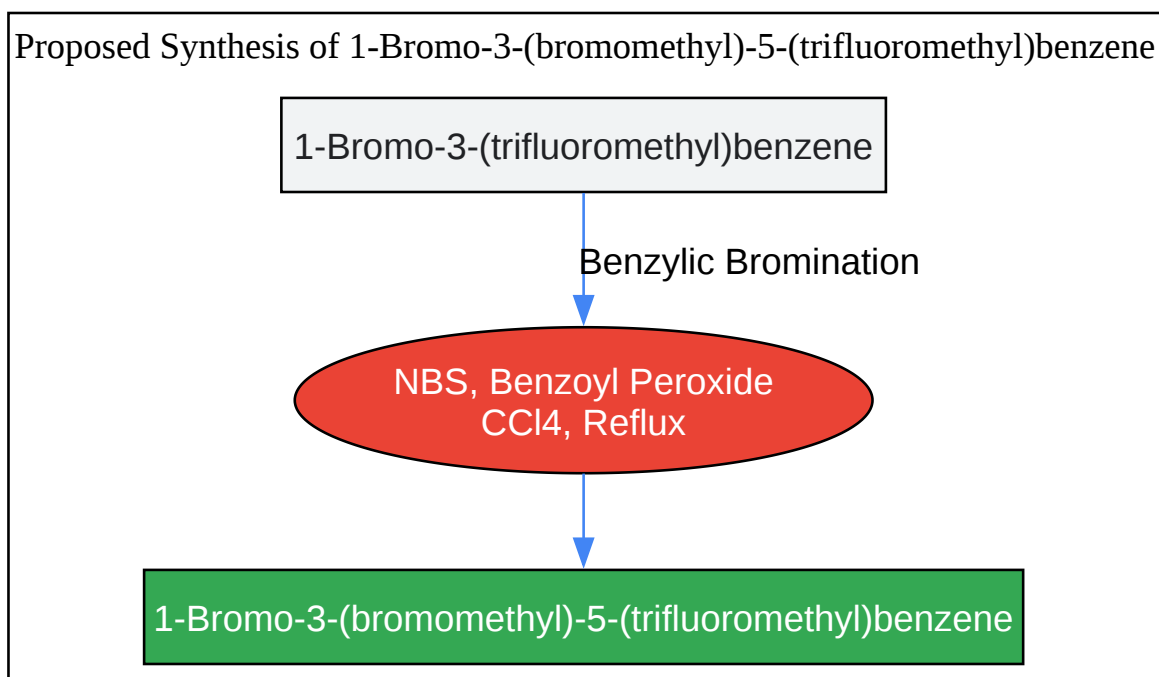 Proposed Synthesis of 1-Bromo-3-(bromomethyl)-5-(trifluoromethyl)benzene
1-Bromo-3-(trifluoromethyl)benzene
Benzylic Bromination
NBS, Benzoyl Peroxide
CCl4, Reflux
1-Bromo-3-(bromomethyl)-5-(trifluoromethyl)benzene